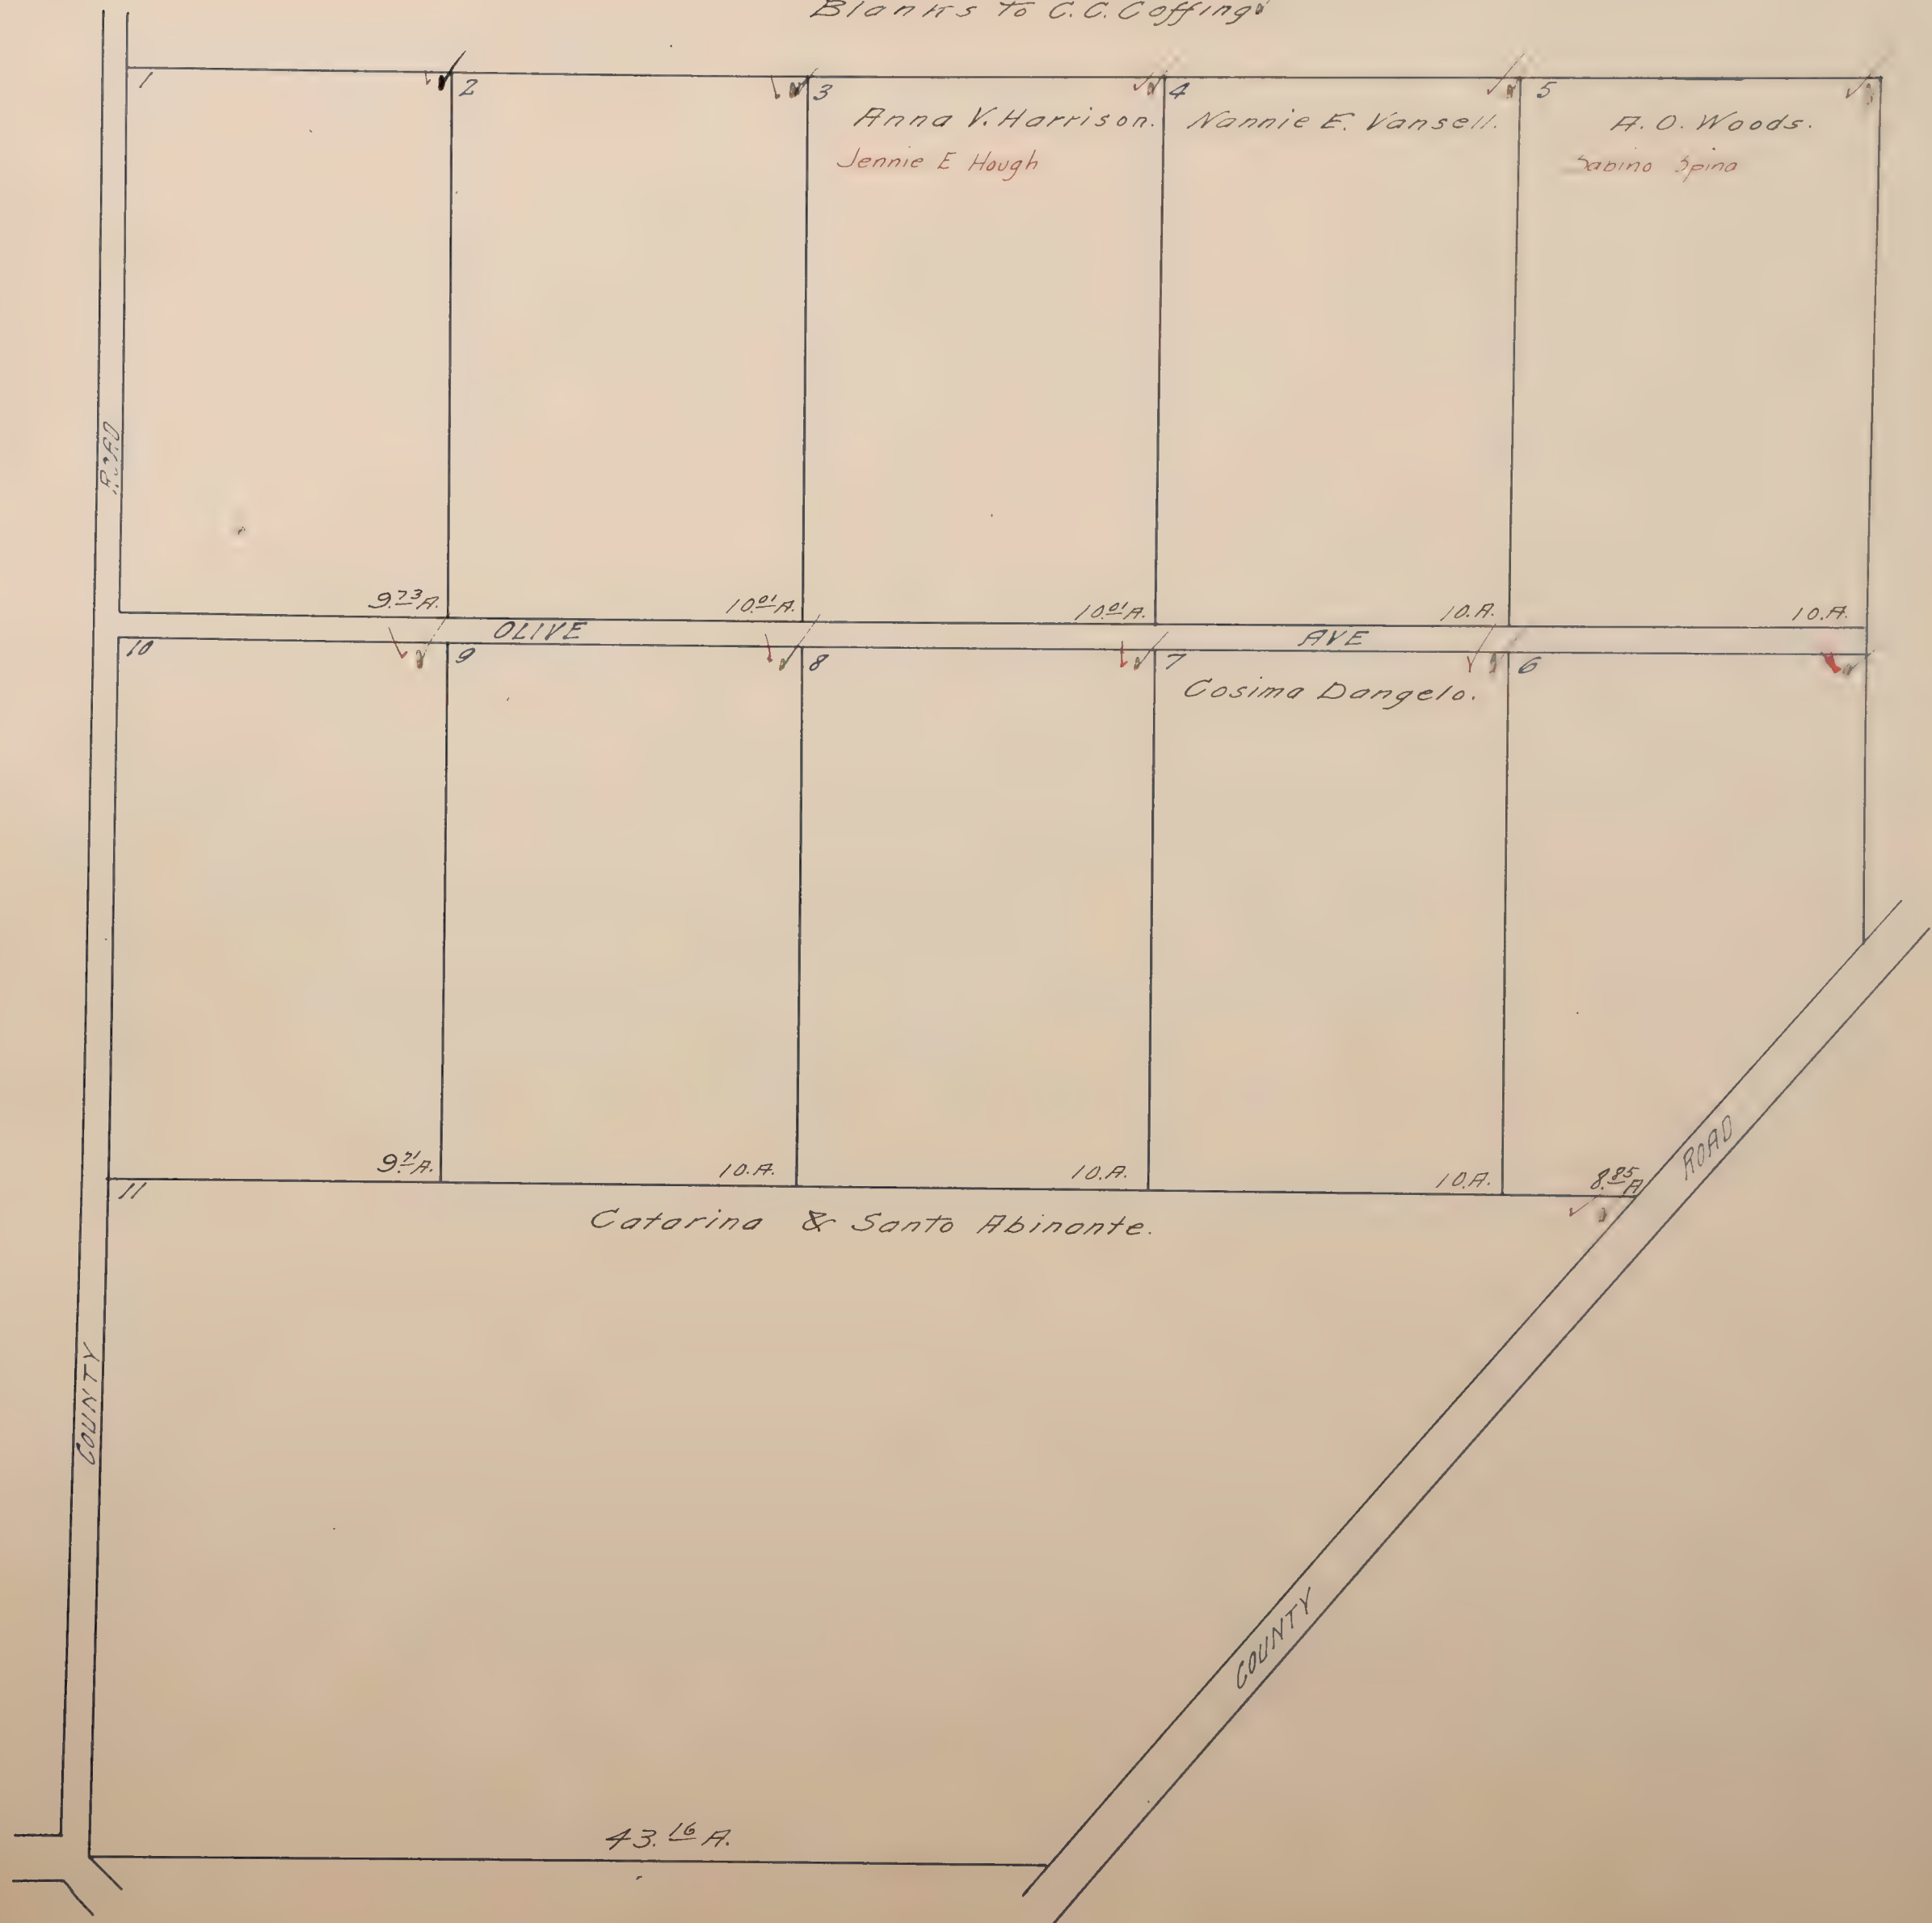 Blanks to C.C. Coffing
1
2
3
4
5
Anna V. Harrison.
Nannie E. Vansell.
A. O. Woods.
Jennie E Hough
Sabino Spina
ROAD
9.73 A.
10.01 A.
10.01 A.
10. A.
10. A.
OLIVE AVE
10
9
8
7
6
Cosima Dangelo.
9.71 A.
10. A.
10. A.
10. A.
8.85 A
ROAD
11
Catarina & Santo Abinante.
COUNTY
COUNTY
43.16 A.